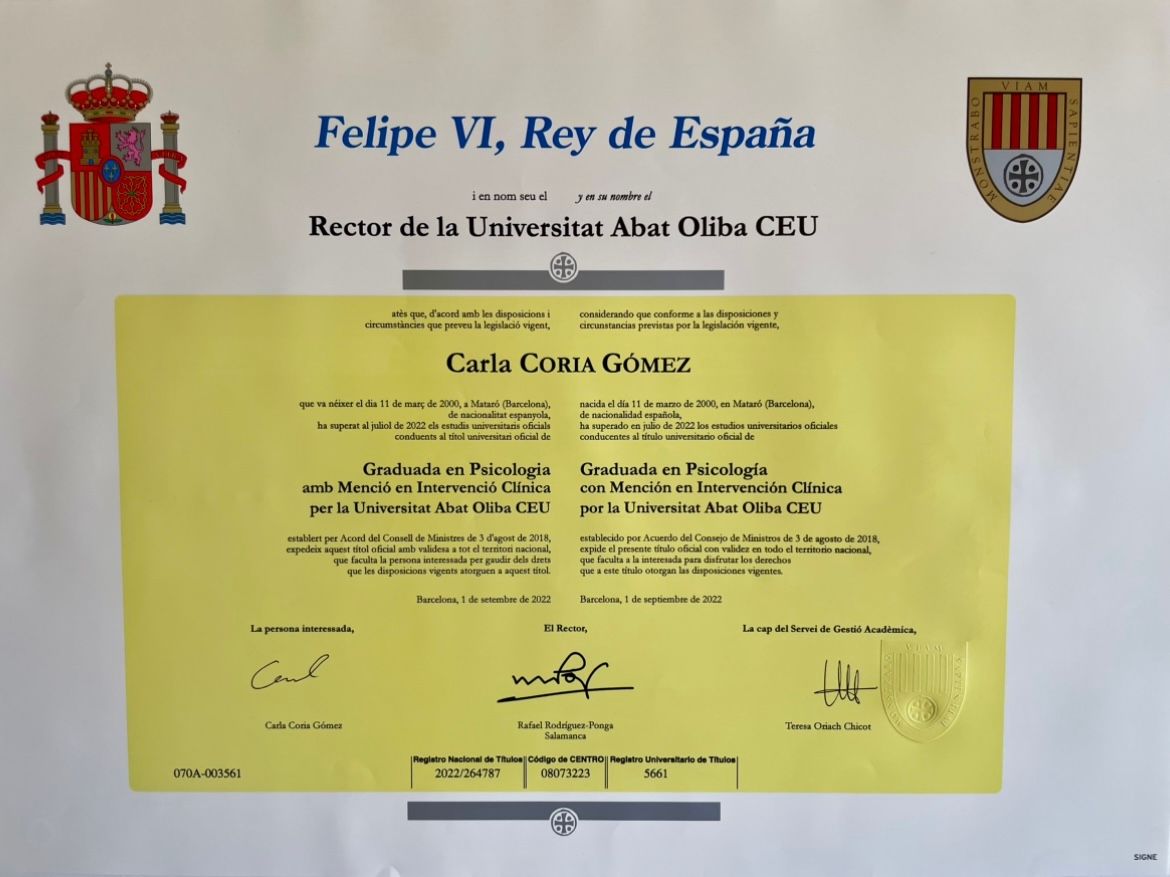 Felipe VI, Rey de España
VIAM
MONSTRABO
SAPIENTIAE
i en nom seu el
y en su nombre el
Rector de la Universitat Abat Oliba CEU
atès que, d'acord amb les disposicions i
circumstàncies que preveu la legislació vigent,
considerando que conforme a las disposiciones y
circunstancias previstas por la legislación vigente,
Carla CORIA GÓMEZ
que va néixer el dia 11 de març de 2000, a Mataró (Barcelona),
de nacionalitat espanyola,
ha superat al juliol de 2022 els estudis universitaris oficials
conduents al títol universitari oficial de
nacida el día 11 de marzo de 2000, en Mataró (Barcelona),
de nacionalidad española,
ha superado en julio de 2022 los estudios universitarios oficiales
conducentes al título universitario oficial de
Graduada en Psicologia
amb Menció en Intervenció Clínica
per la Universitat Abat Oliba CEU
Graduada en Psicología
con Mención en Intervención Clínica
por la Universitat Abat Oliba CEU
establert per Acord del Consell de Ministres de 3 d'agost de 2018,
expedeix aquest títol oficial amb validesa a tot el territori nacional,
que faculta la persona interessada per gaudir dels drets
que les disposicions vigents atorguen a aquest títol.
establecido por Acuerdo del Consejo de Ministros de 3 de agosto de 2018,
expide el presente título oficial con validez en todo el territorio nacional,
que faculta a la interesada para disfrutar los derechos
que a este título otorgan las disposiciones vigentes.
Barcelona, 1 de setembre de 2022
Barcelona, 1 de septiembre de 2022
La persona interessada,
El Rector,
La cap del Servei de Gestió Acadèmica,
VIAM
Carla Coria Gómez
Rafael Rodríguez-Ponga
Salamanca
Teresa Oriach Chicot
070A-003561
Registro Nacional de Títulos
2022/264787
Código de CENTRO
08073223
Registro Universitario de Títulos
5661
SIGNE